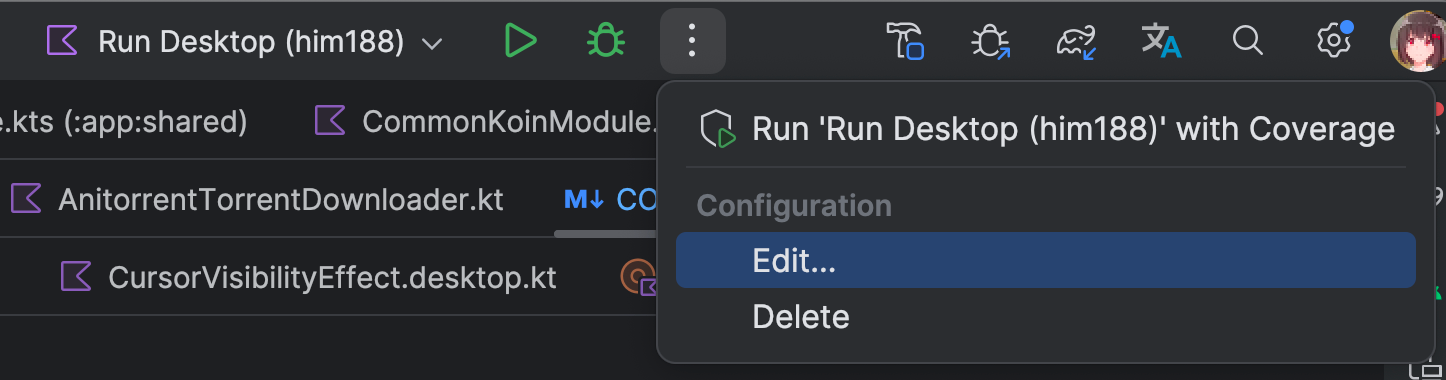 Run Desktop (him188)
e.kts (:app:shared)
CommonKoinModule.
Run 'Run Desktop (him188)' with Coverage
AnitorrentTorrentDownloader.kt
M↓ CO
Configuration
Edit...
CursorVisibilityEffect.desktop.kt
Delete